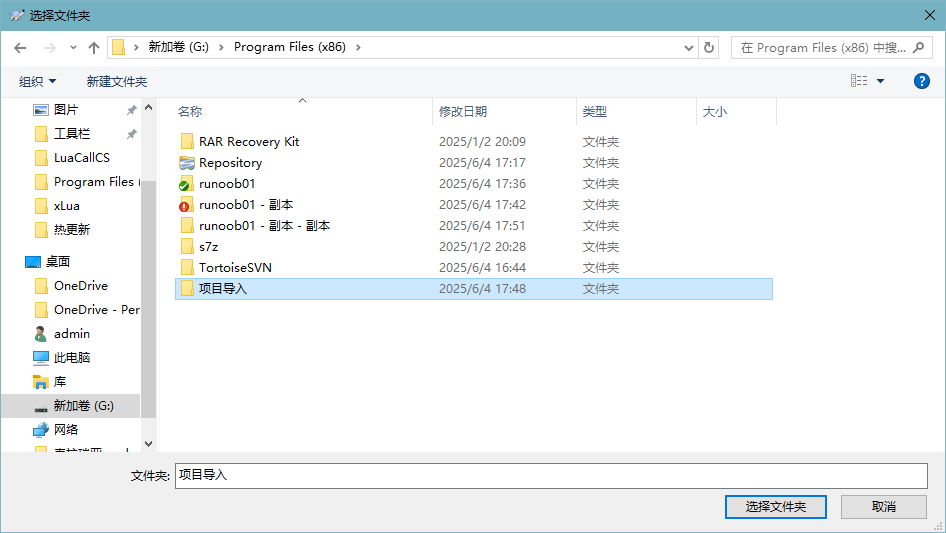 选择文件夹
新加卷 (G:) Program Files (x86)
在 Program Files (x86) 中搜...
组织 新建文件夹
图片
工具栏
LuaCallCS
Program Files (
xLua
热更新
桌面
OneDrive
OneDrive - Per
admin
此电脑
库
新加卷 (G:)
网络
名称 修改日期 类型 大小
RAR Recovery Kit 2025/1/2 20:09 文件夹
Repository 2025/6/4 17:17 文件夹
runoob01 2025/6/4 17:36 文件夹
runoob01 - 副本 2025/6/4 17:42 文件夹
runoob01 - 副本 - 副本 2025/6/4 17:51 文件夹
s7z 2025/1/2 20:28 文件夹
TortoiseSVN 2025/6/4 16:44 文件夹
项目导入 2025/6/4 17:48 文件夹
文件夹: 项目导入
选择文件夹 取消